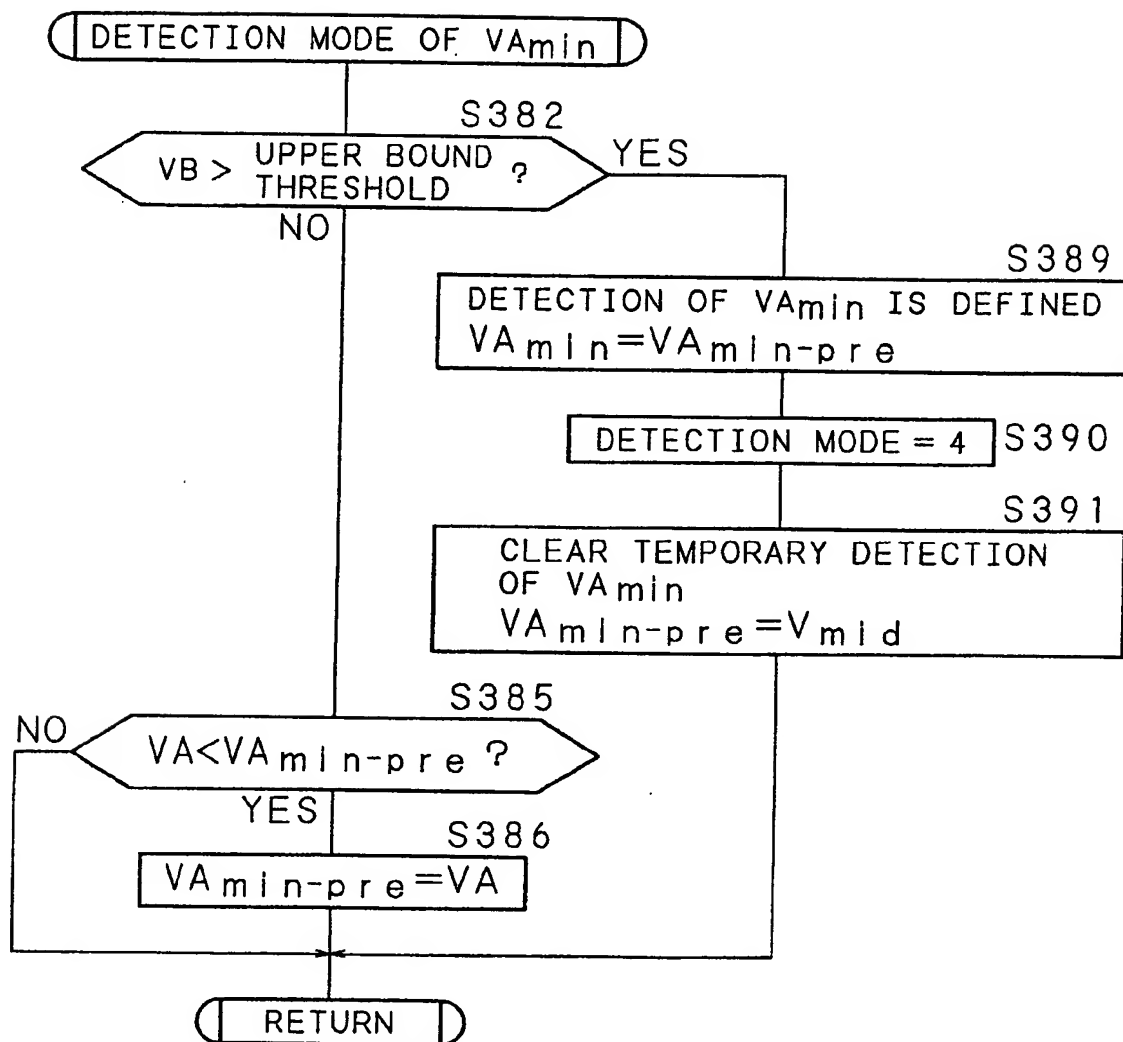 DETECTION MODE OF VAmin
S382
VB > UPPER BOUND THRESHOLD ?
YES
NO
S389
DETECTION OF VAmin IS DEFINED
VAmin=VAmin-pre
DETECTION MODE = 4
S390
S391
CLEAR TEMPORARY DETECTION
OF VAmin
VAmin-pre=Vmid
S385
NO
VA<VAmin-pre ?
YES
S386
VAmin-pre=VA
RETURN